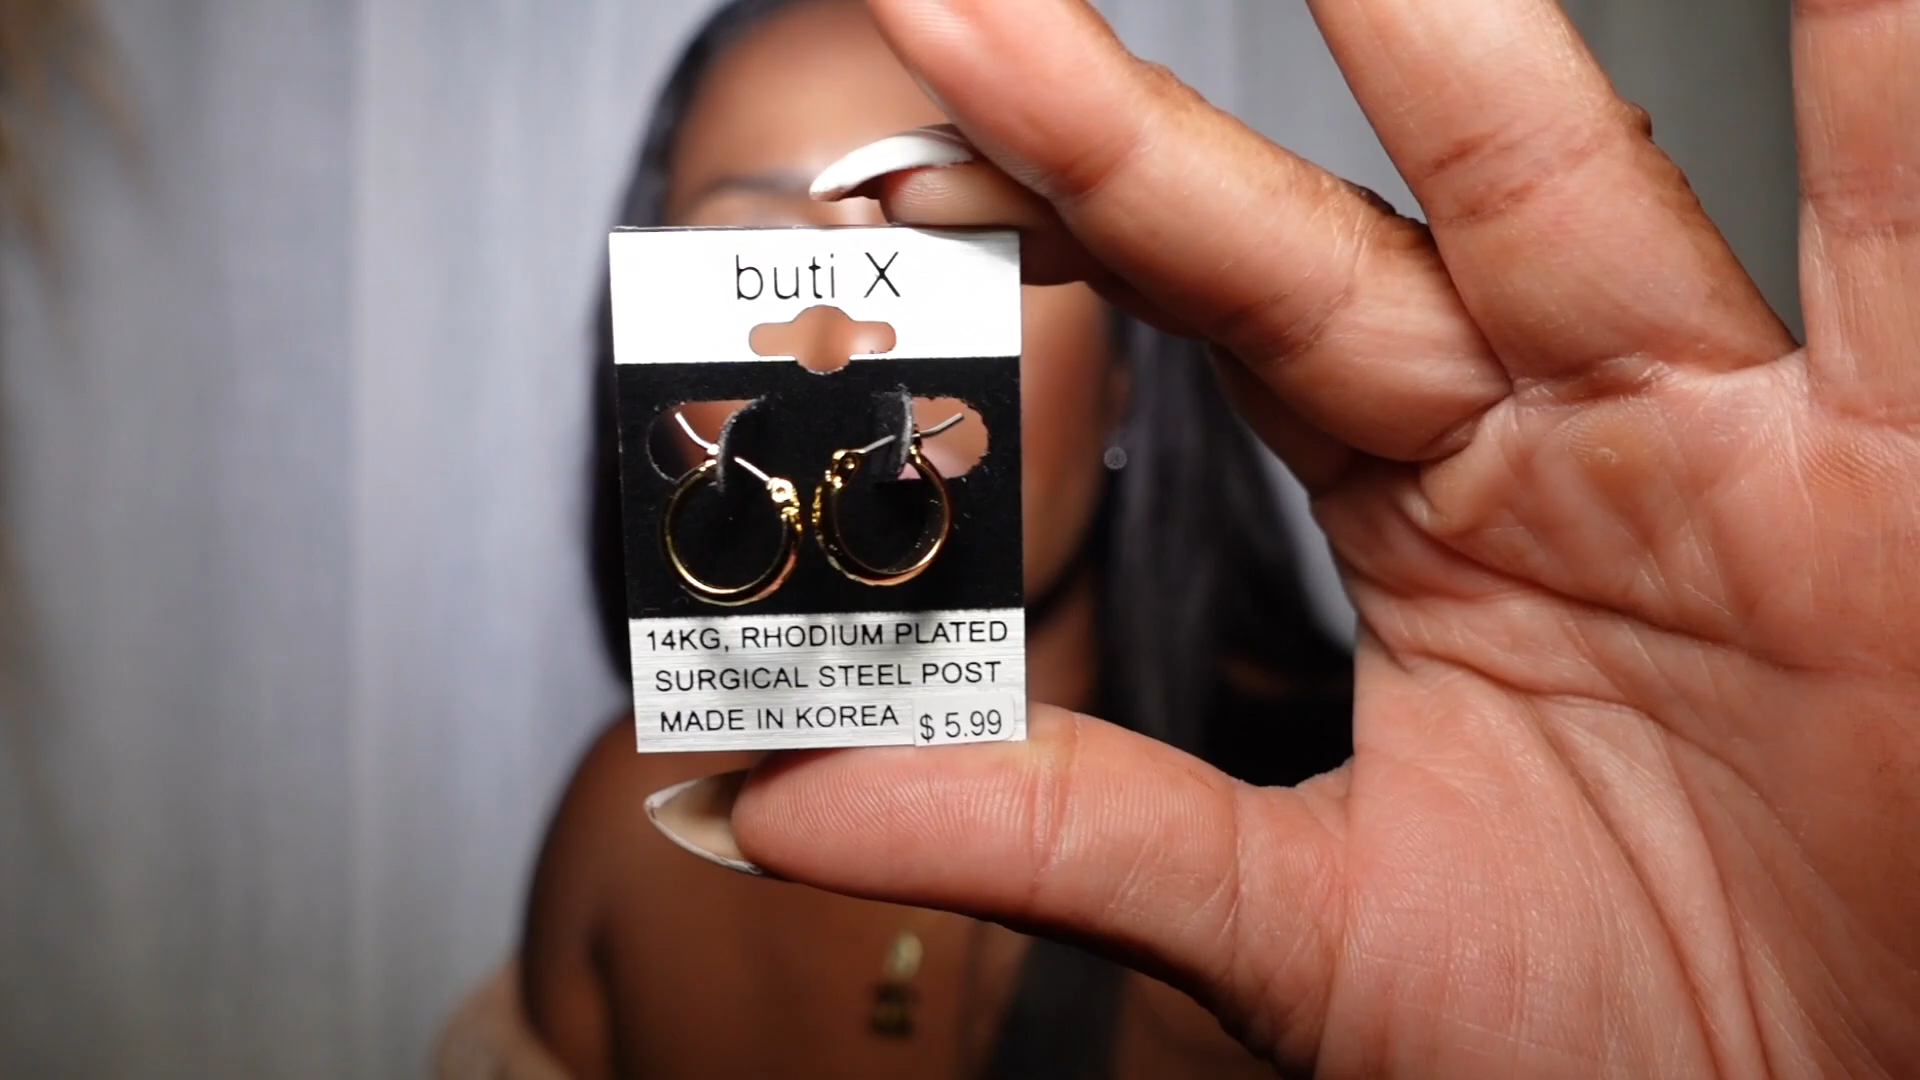 buti X
14KG, RHODIUM PLATED
SURGICAL STEEL POST
MADE IN KOREA
$ 5.99